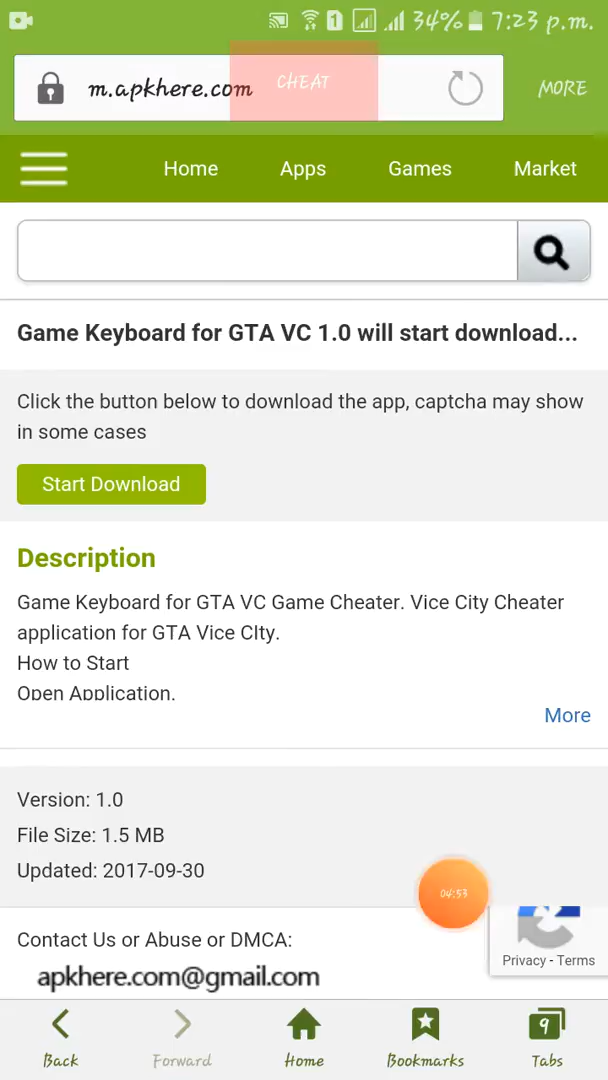 1 34% 7:23 p.m.
m.apkhere.com CHEAT MORE
Home Apps Games Market
Game Keyboard for GTA VC 1.0 will start download...
Click the button below to download the app, captcha may show
in some cases
Start Download
Description
Game Keyboard for GTA VC Game Cheater. Vice City Cheater
application for GTA Vice CIty.
How to Start
Open Application.
More
Version: 1.0
File Size: 1.5 MB
Updated: 2017-09-30
04:53
Contact Us or Abuse or DMCA:
Privacy - Terms
apkhere.com@gmail.com
9
Back Forward Home Bookmarks Tabs